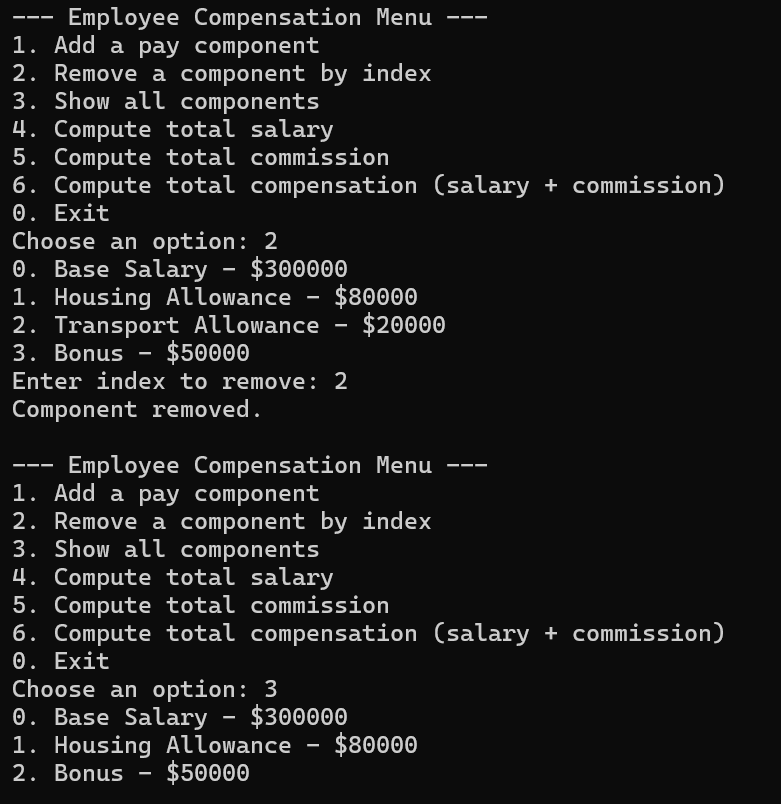 --- Employee Compensation Menu ---
1. Add a pay component
2. Remove a component by index
3. Show all components
4. Compute total salary
5. Compute total commission
6. Compute total compensation (salary + commission)
0. Exit
Choose an option: 2
0. Base Salary - $300000
1. Housing Allowance - $80000
2. Transport Allowance - $20000
3. Bonus - $50000
Enter index to remove: 2
Component removed.

--- Employee Compensation Menu ---
1. Add a pay component
2. Remove a component by index
3. Show all components
4. Compute total salary
5. Compute total commission
6. Compute total compensation (salary + commission)
0. Exit
Choose an option: 3
0. Base Salary - $300000
1. Housing Allowance - $80000
2. Bonus - $50000